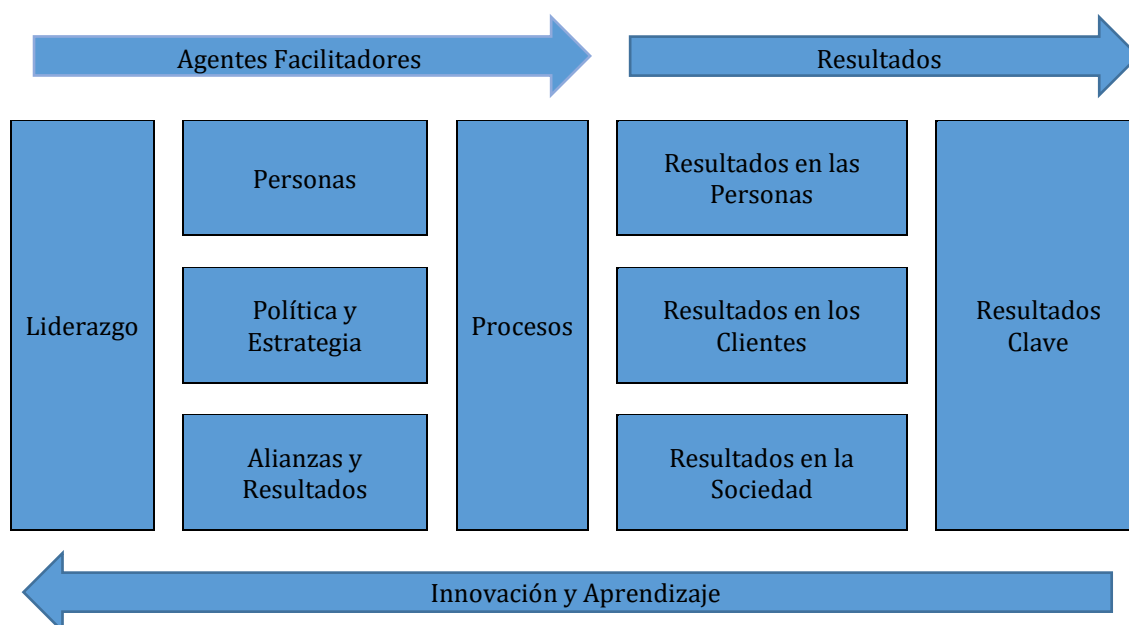 Agentes Facilitadores
Resultados
Liderazgo
Personas
Política y
Estrategia
Alianzas y
Resultados
Procesos
Resultados en las
Personas
Resultados en los
Clientes
Resultados en la
Sociedad
Resultados
Clave
Innovación y Aprendizaje